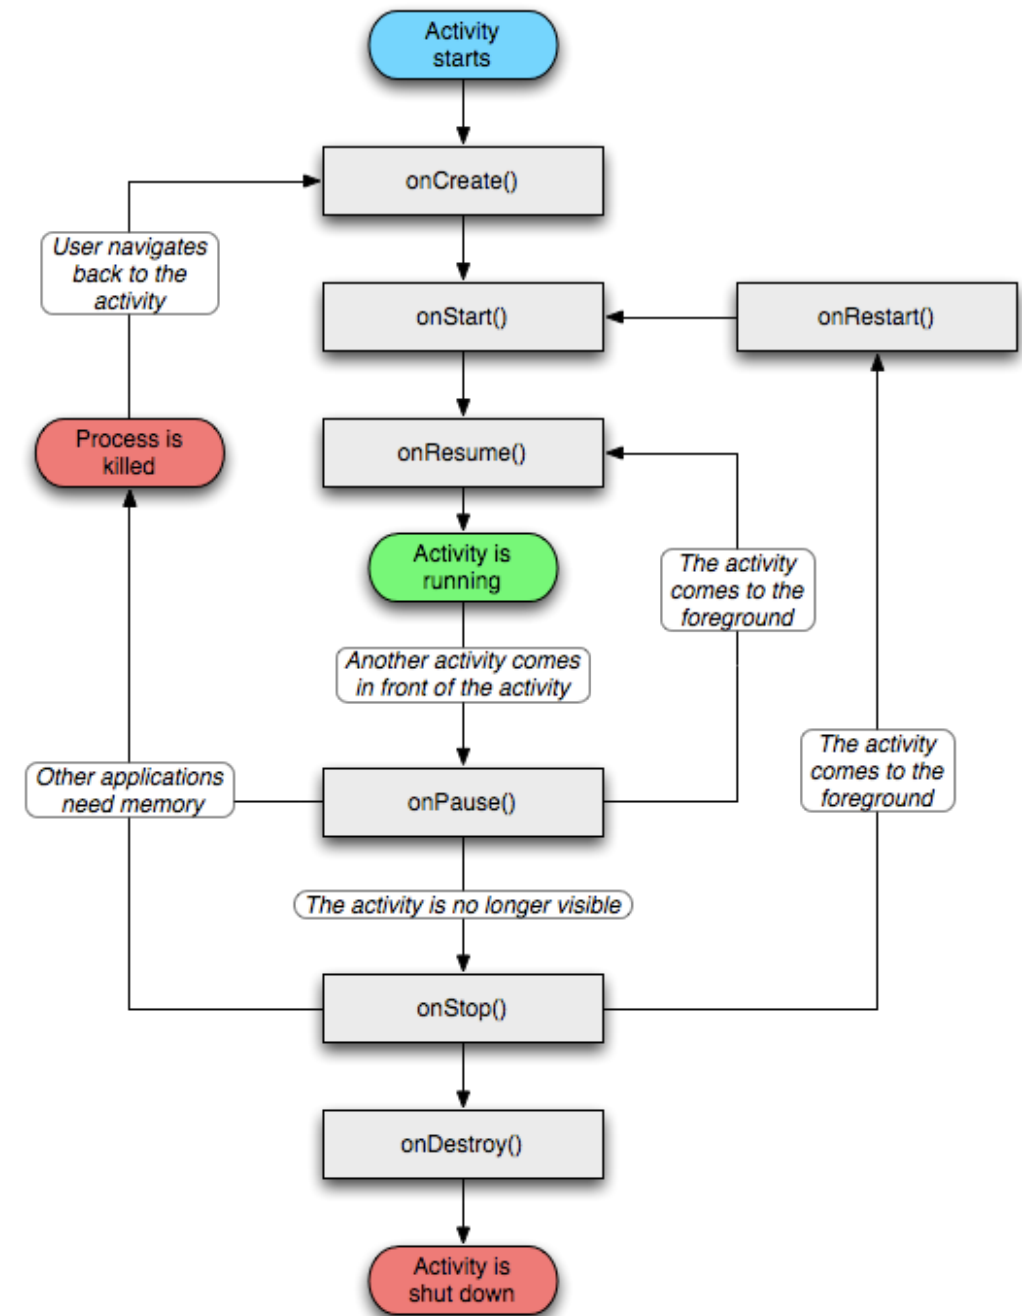 Activity
starts
onCreate()
User navigates
back to the
activity
onStart()
onRestart()
Process is
killed
onResume()
Activity is
running
The activity
comes to the
foreground
Another activity comes
in front of the activity
The activity
comes to the
foreground
Other applications
need memory
onPause()
The activity is no longer visible
onStop()
onDestroy()
Activity is
shut down